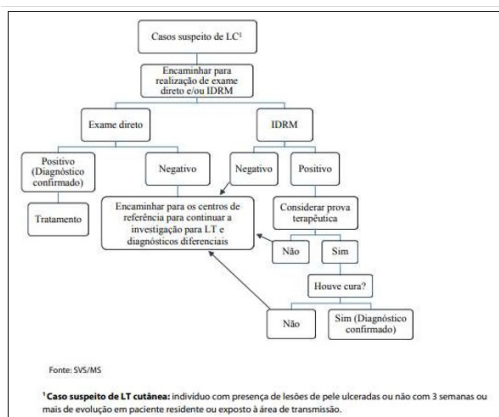 Casos suspeito de LC¹
Encaminhar para
realização de exame
direto e/ou IDRM
Exame direto
IDRM
Positivo
(Diagnóstico
confirmado)
Negativo
Negativo
Positivo
Tratamento
Encaminhar para os centros de
referência para continuar a
investigação para LT e
diagnósticos diferenciais
Considerar prova
terapêutica
Não
Sim
Houve cura?
Não
Sim (Diagnóstico
confirmado)
Fonte: SVS/MS
¹Caso suspeito de LT cutânea: indivíduo com presença de lesões de pele ulceradas ou não com 3 semanas ou
mais de evolução em paciente residente ou exposto à área de transmissão.